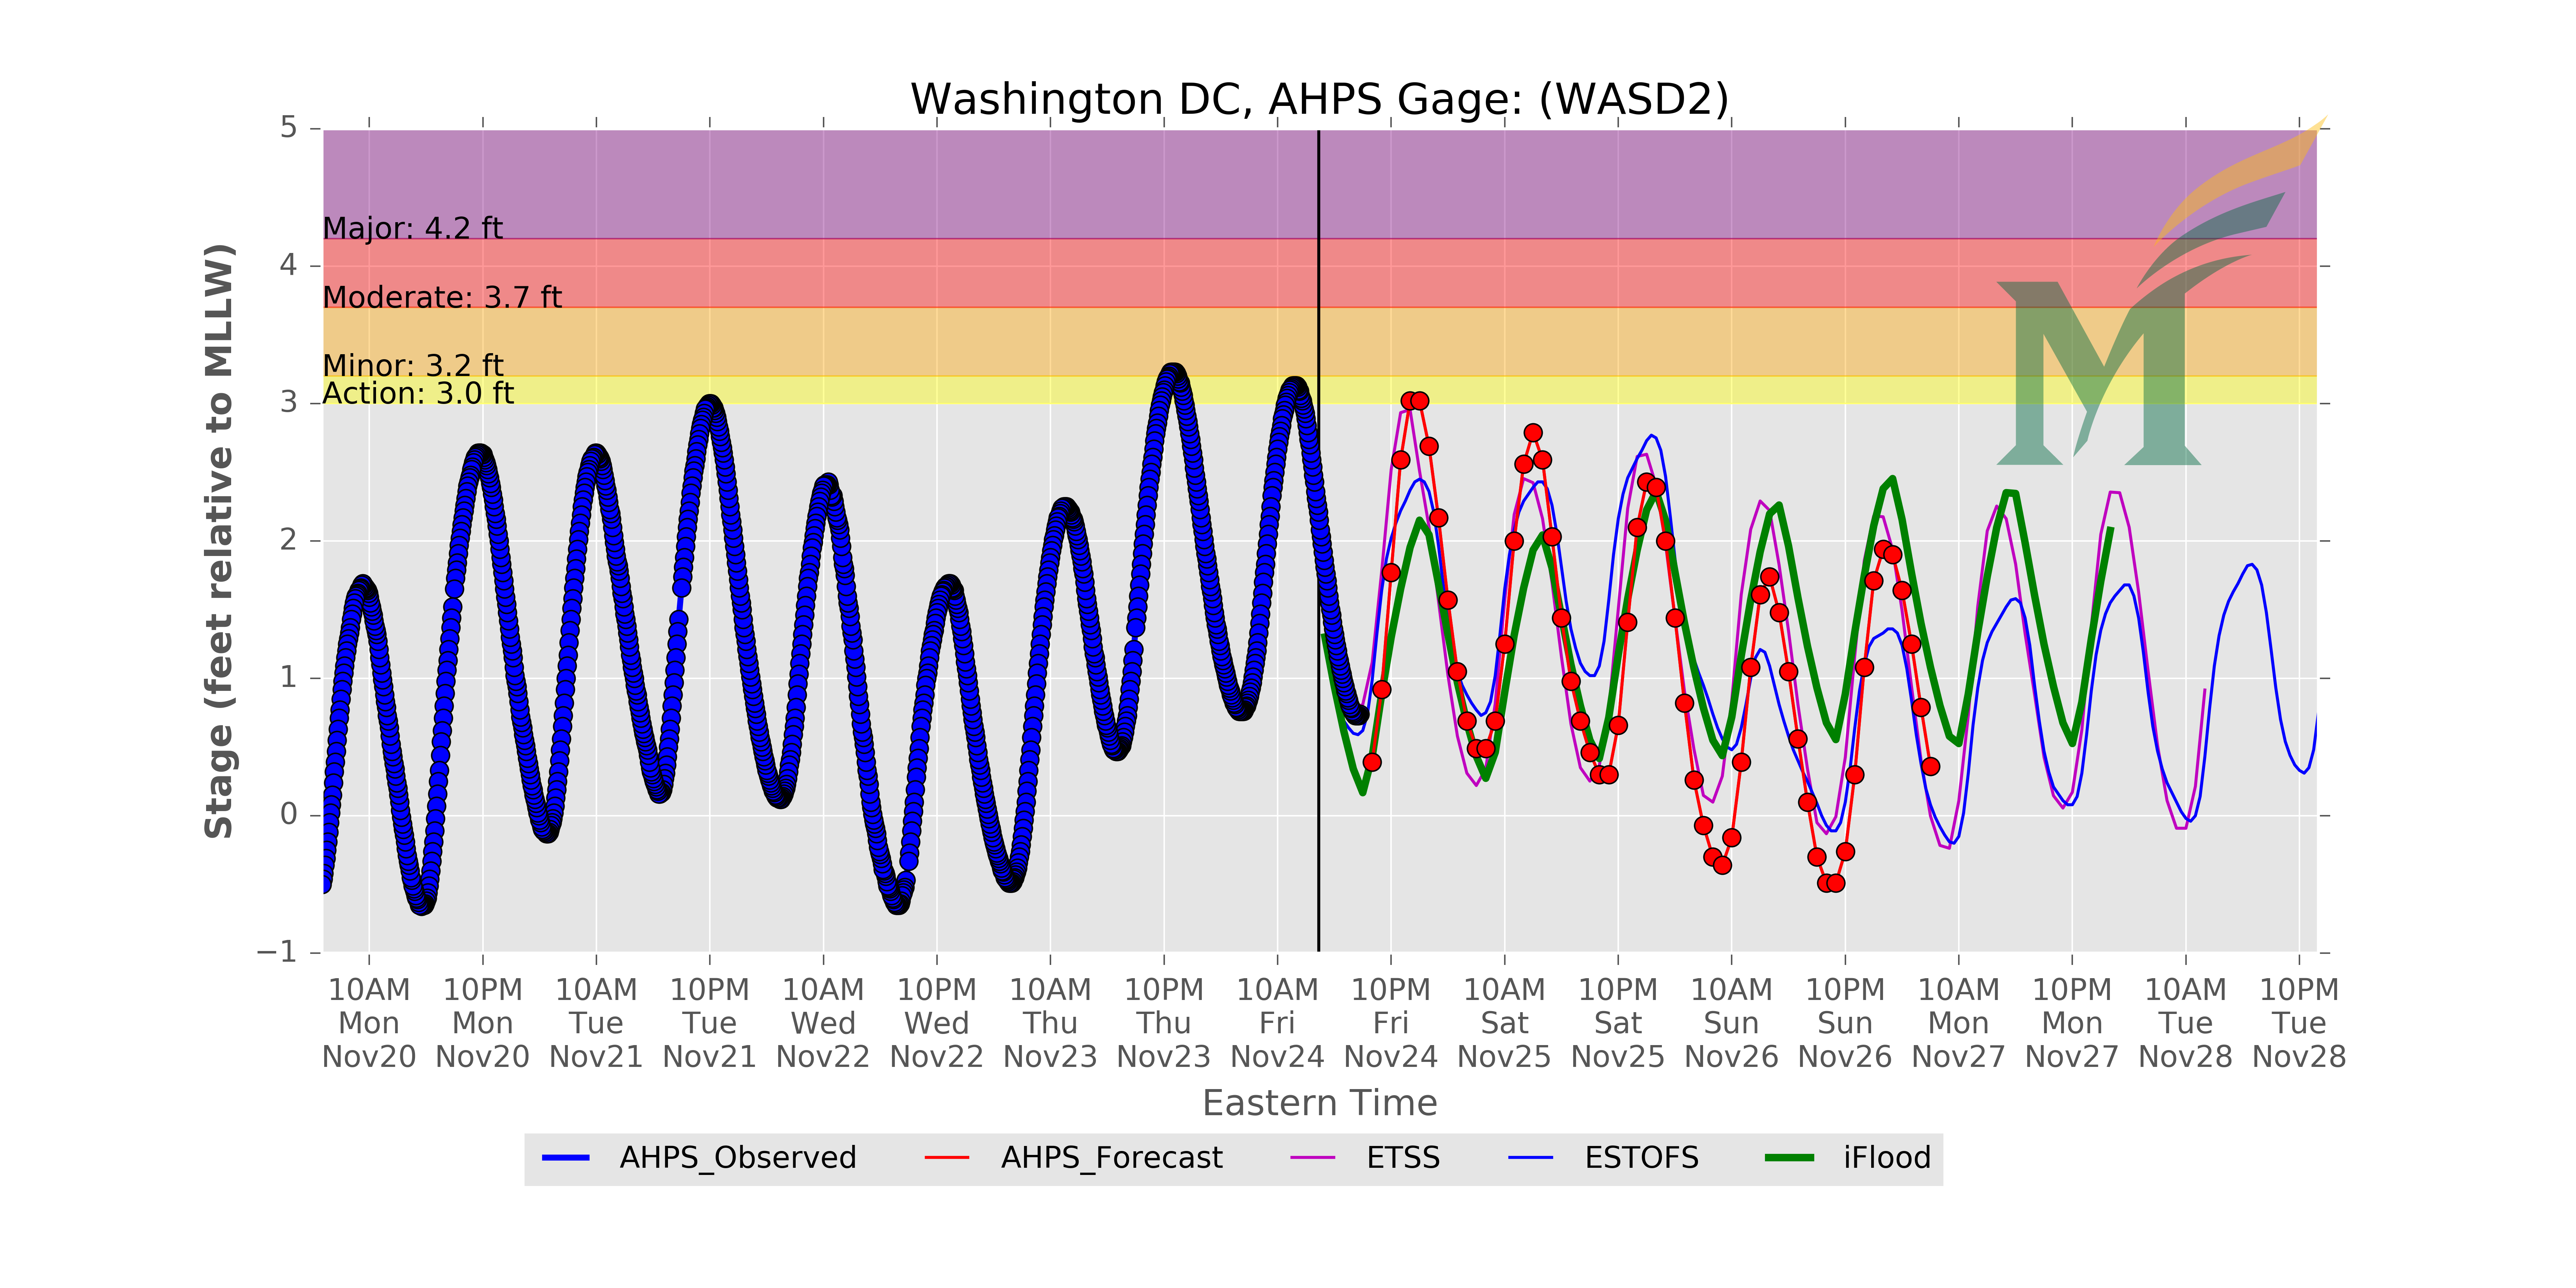 Washington DC, AHPS Gage: (WASD2)
5
4
3
2
1
0
−1
Stage (feet relative to MLLW)
Major: 4.2 ft
Moderate: 3.7 ft
Minor: 3.2 ft
Action: 3.0 ft
M
10AM 10PM 10AM 10PM 10AM 10PM 10AM 10PM 10AM 10PM 10AM 10PM 10AM 10PM 10AM 10PM 10AM 10PM
Mon Mon Tue Tue Wed Wed Thu Thu Fri Fri Sat Sat Sun Sun Mon Mon Tue Tue
Nov20 Nov20 Nov21 Nov21 Nov22 Nov22 Nov23 Nov23 Nov24 Nov24 Nov25 Nov25 Nov26 Nov26 Nov27 Nov27 Nov28 Nov28
Eastern Time
AHPS_Observed AHPS_Forecast ETSS ESTOFS iFlood